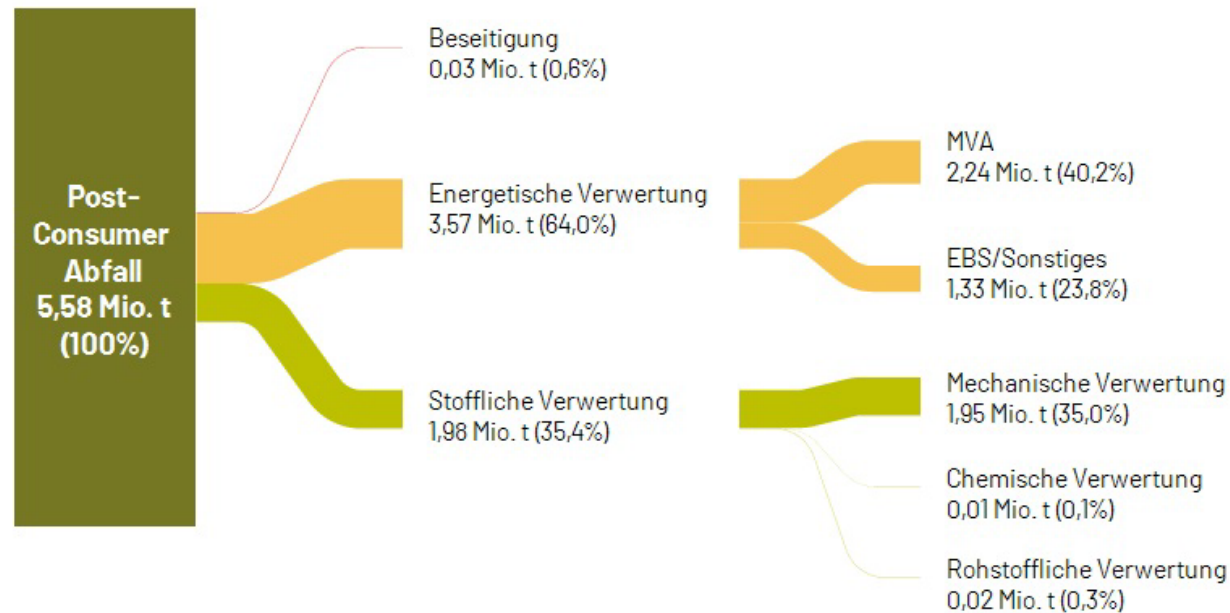 Post-
Consumer
Abfall
5,58 Mio. t
(100%)
Beseitigung
0,03 Mio. t (0,6%)
Energetische Verwertung
3,57 Mio. t (64,0%)
Stoffliche Verwertung
1,98 Mio. t (35,4%)
MVA
2,24 Mio. t (40,2%)
EBS/Sonstiges
1,33 Mio. t (23,8%)
Mechanische Verwertung
1,95 Mio. t (35,0%)
Chemische Verwertung
0,01 Mio. t (0,1%)
Rohstoffliche Verwertung
0,02 Mio. t (0,3%)